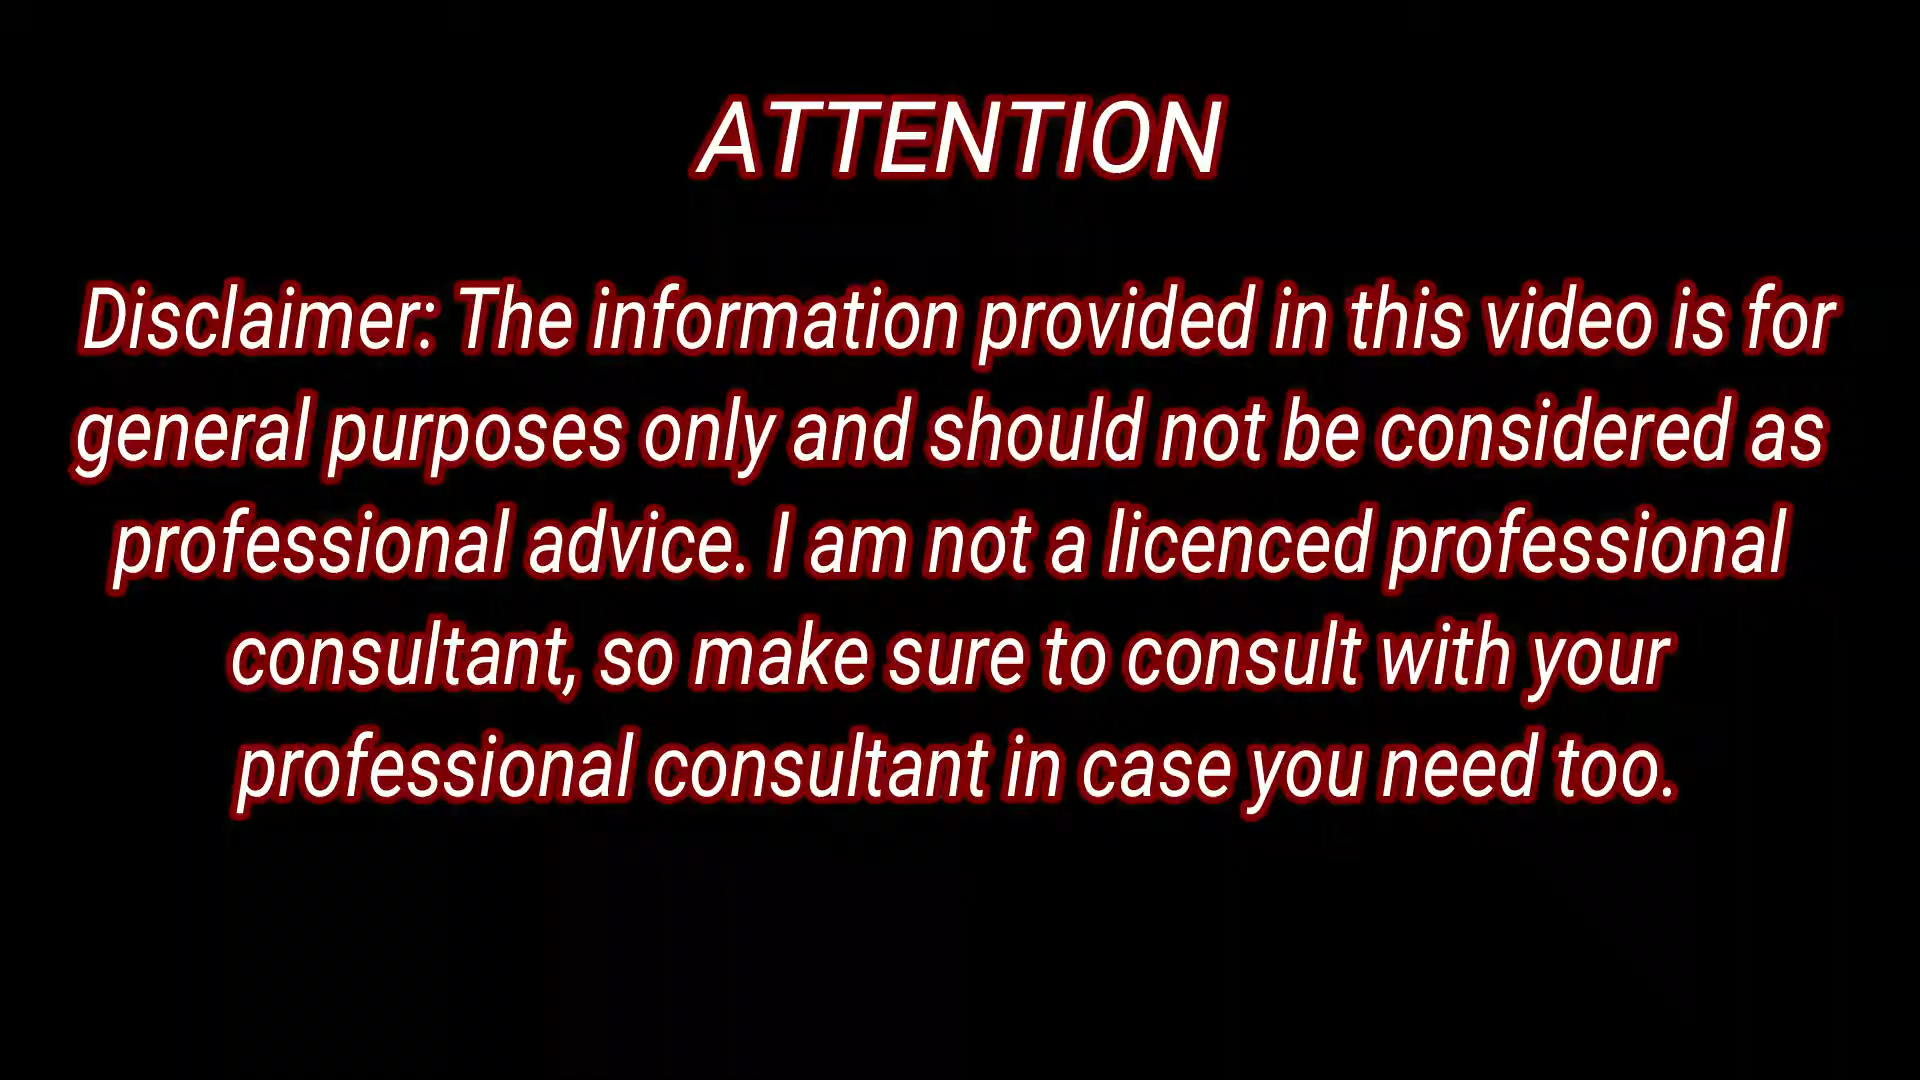 ATTENTION
Disclaimer: The information provided in this video is for
general purposes only and should not be considered as
professional advice. I am not a licenced professional
consultant, so make sure to consult with your
professional consultant in case you need too.